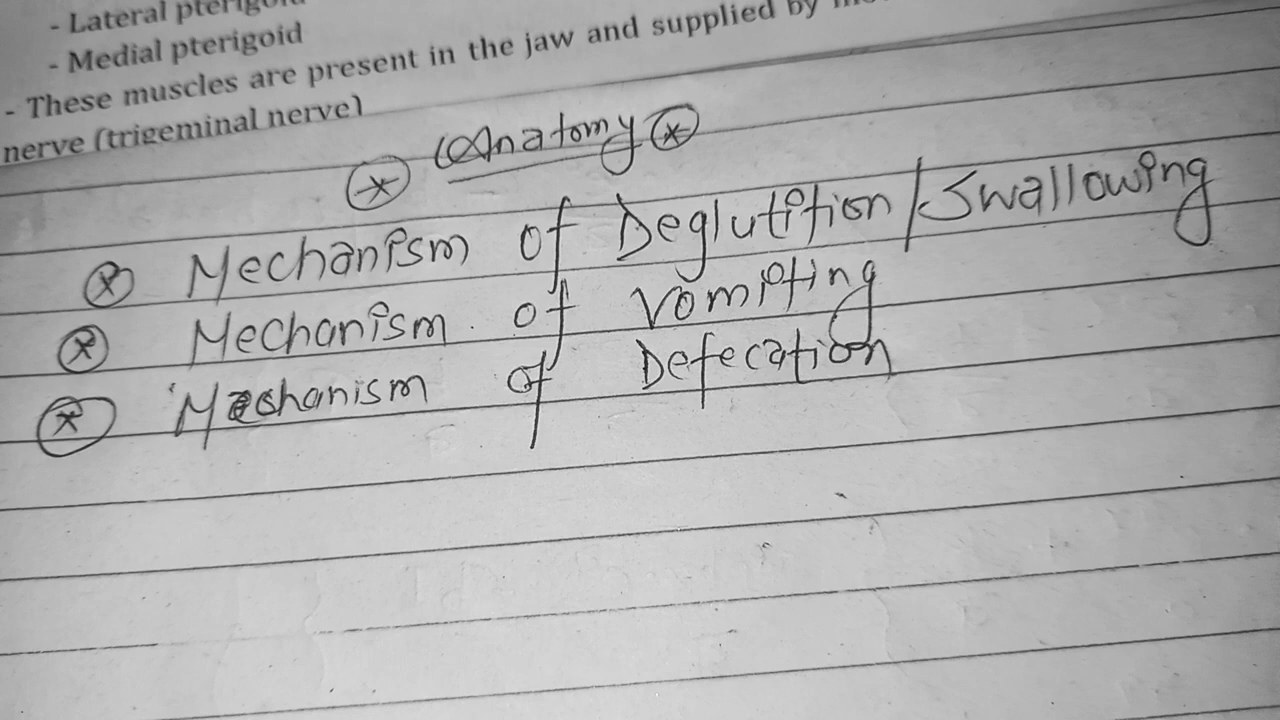 - Lateral
- Medial pterigoid
- These muscles are present in the jaw and supplied by
nerve (trigeminal nerve)
Anatomy
Mechanism of Deglutition/Swallowing
Mechanism of Vomiting
Mechanism of Defecation